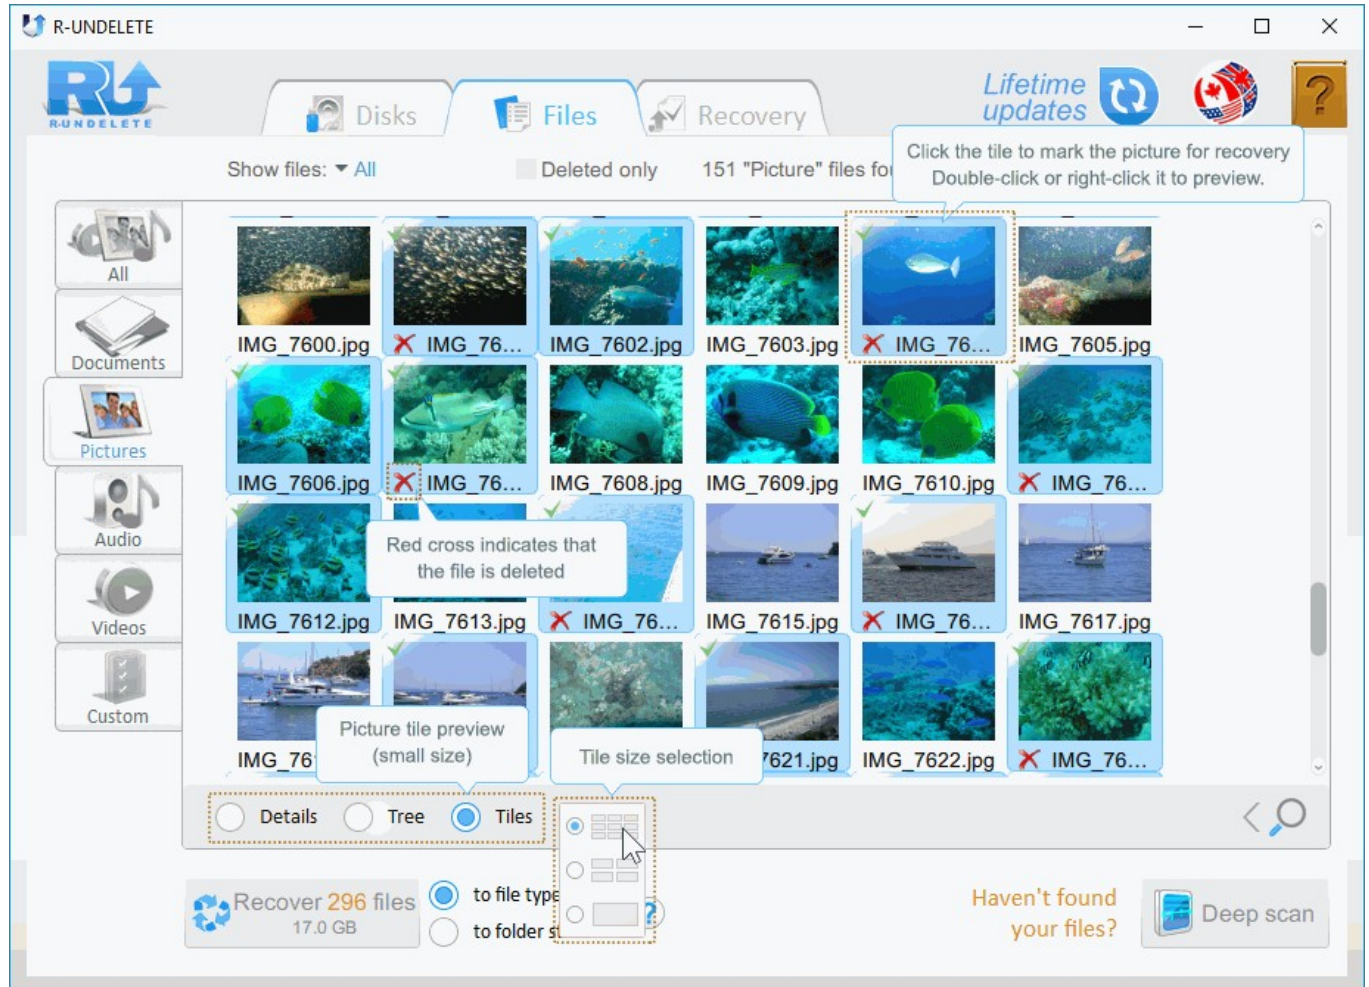 R-UNDELETE
R-UNDELETE
Disks
Files
Recovery
Lifetime
updates
?
Click the tile to mark the picture for recovery
Double-click or right-click it to preview.
Show files: All
Deleted only
151 "Picture" files
All
Documents
Pictures
Audio
Videos
Custom
IMG_7600.jpg
IMG_76...
IMG_7602.jpg
IMG_7603.jpg
IMG_76...
IMG_7605.jpg
IMG_7606.jpg
IMG_76...
IMG_7608.jpg
IMG_7609.jpg
IMG_7610.jpg
IMG_76...
Red cross indicates that
the file is deleted
IMG_7612.jpg
IMG_7613.jpg
IMG_76...
IMG_7615.jpg
IMG_76...
IMG_7617.jpg
Picture tile preview
(small size)
Tile size selection
IMG_76
7621.jpg
IMG_7622.jpg
IMG_76...
Details
Tree
Tiles
Recover 296 files
17.0 GB
to file type
to folder
?
Haven't found
your files?
Deep scan